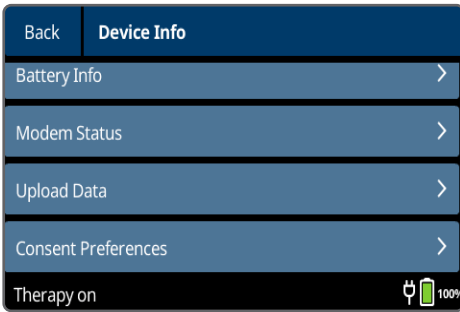 Back Device Info
Battery Info
Modem Status
Upload Data
Consent Preferences
Therapy on 100%